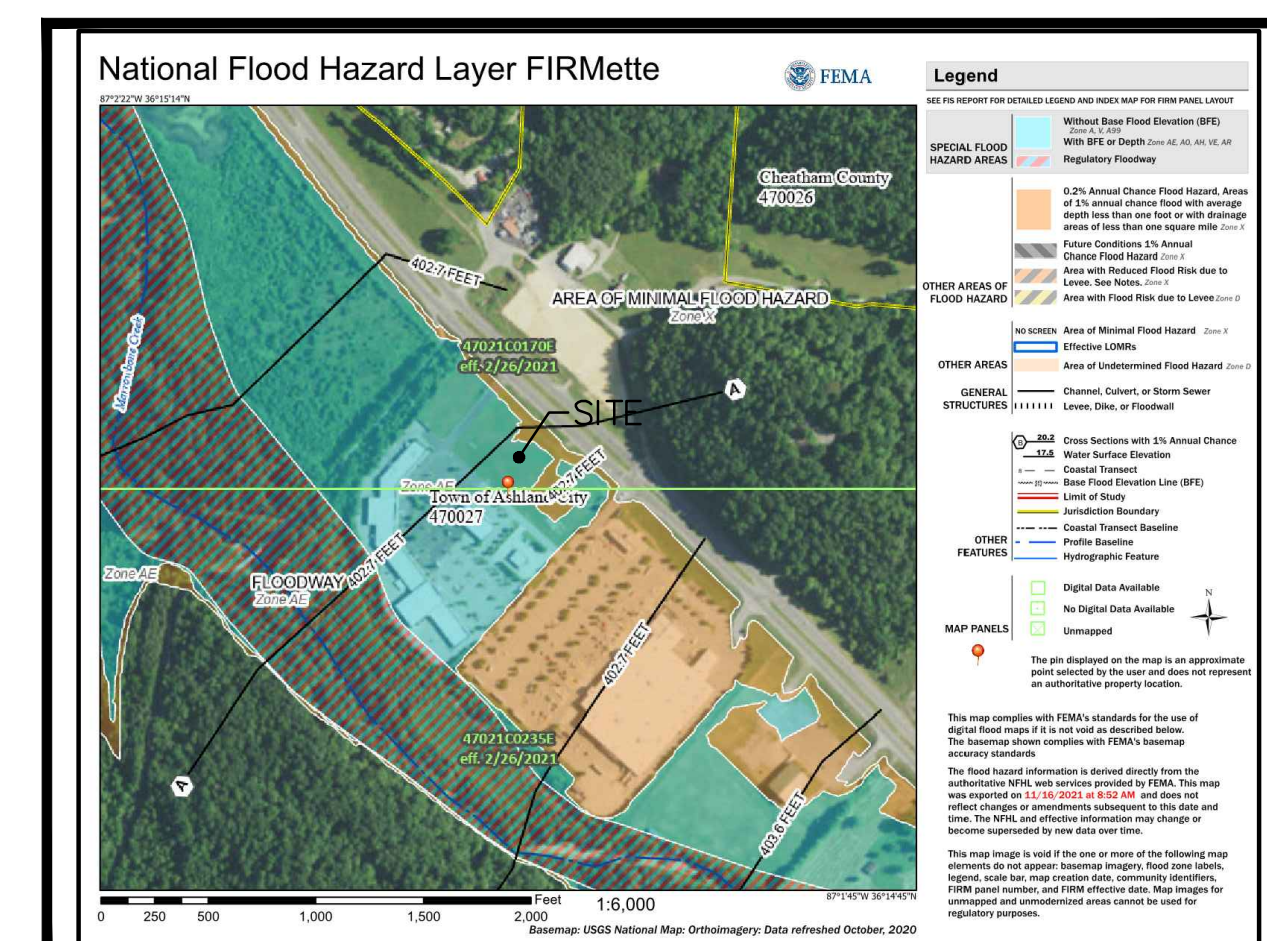 National Flood Hazard Layer FIRMette
FEMA
87°2'22"W 36°15'14"N
Cheatham County
470026
402.7 FEET
AREA OF MINIMAL FLOOD HAZARD
Zone X
Marrowbone Creek
47021C0170E
eff. 2/26/2021
A
SITE
402.7 FEET
Zone AE
Town of Ashland City
470027
402.7 FEET
Zone AE
FLOODWAY
Zone AE
402.7 FEET
47021C0235E
eff. 2/26/2021
A
403.6 FEET
87°1'45"W 36°14'45"N
Feet
1:6,000
0 250 500 1,000 1,500 2,000
Basemap: USGS National Map: Orthoimagery: Data refreshed October, 2020
Legend
SEE FIS REPORT FOR DETAILED LEGEND AND INDEX MAP FOR FIRM PANEL LAYOUT
SPECIAL FLOOD
HAZARD AREAS
Without Base Flood Elevation (BFE)
Zone A, V, A99
With BFE or Depth Zone AE, AO, AH, VE, AR
Regulatory Floodway
OTHER AREAS OF
FLOOD HAZARD
0.2% Annual Chance Flood Hazard, Areas
of 1% annual chance flood with average
depth less than one foot or with drainage
areas of less than one square mile Zone X
Future Conditions 1% Annual
Chance Flood Hazard Zone X
Area with Reduced Flood Risk due to
Levee. See Notes. Zone X
Area with Flood Risk due to Levee Zone D
OTHER AREAS
NO SCREEN Area of Minimal Flood Hazard Zone X
Effective LOMRs
Area of Undetermined Flood Hazard Zone D
GENERAL
STRUCTURES
Channel, Culvert, or Storm Sewer
Levee, Dike, or Floodwall
OTHER
FEATURES
B 20.2 Cross Sections with 1% Annual Chance
17.5 Water Surface Elevation
8 Coastal Transect
Base Flood Elevation Line (BFE)
Limit of Study
Jurisdiction Boundary
Coastal Transect Baseline
Profile Baseline
Hydrographic Feature
MAP PANELS
Digital Data Available
No Digital Data Available
Unmapped
N
The pin displayed on the map is an approximate
point selected by the user and does not represent
an authoritative property location.
This map complies with FEMA's standards for the use of
digital flood maps if it is not void as described below.
The basemap shown complies with FEMA's basemap
accuracy standards
The flood hazard information is derived directly from the
authoritative NFHL web services provided by FEMA. This map
was exported on 11/16/2021 at 8:52 AM and does not
reflect changes or amendments subsequent to this date and
time. The NFHL and effective information may change or
become superseded by new data over time.
This map image is void if the one or more of the following map
elements do not appear: basemap imagery, flood zone labels,
legend, scale bar, map creation date, community identifiers,
FIRM panel number, and FIRM effective date. Map images for
unmapped and unmodernized areas cannot be used for
regulatory purposes.